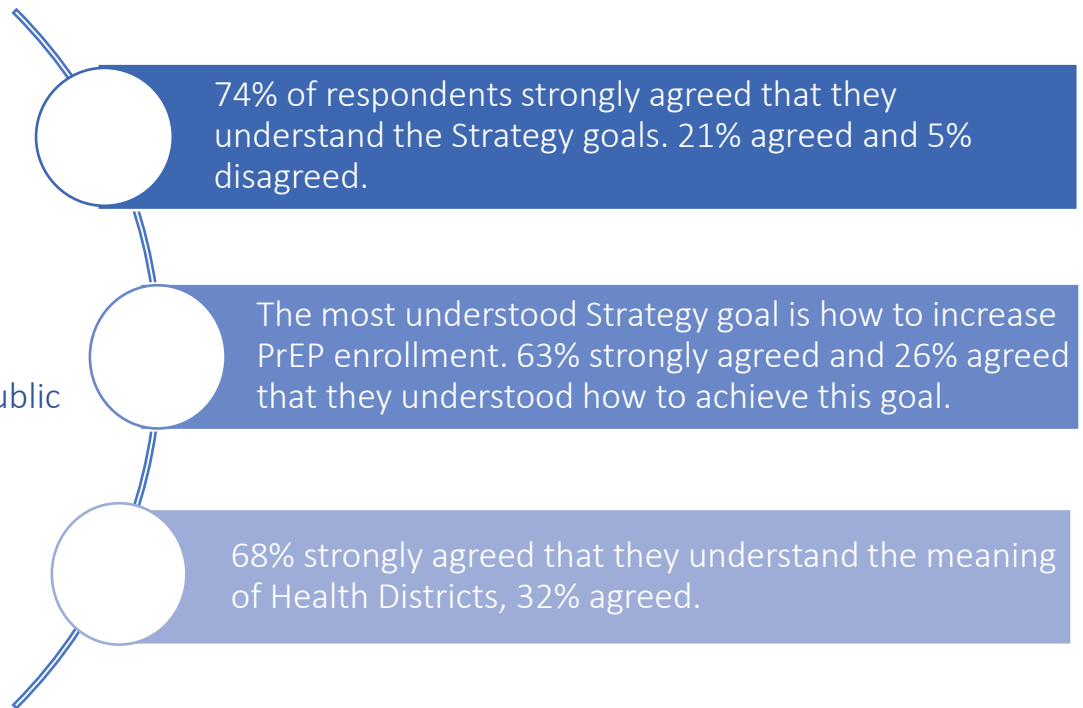 74% of respondents strongly agreed that they
understand the Strategy goals. 21% agreed and 5%
disagreed.
The most understood Strategy goal is how to increase
PrEP enrollment. 63% strongly agreed and 26% agreed
that they understood how to achieve this goal.
68% strongly agreed that they understand the meaning
of Health Districts, 32% agreed.